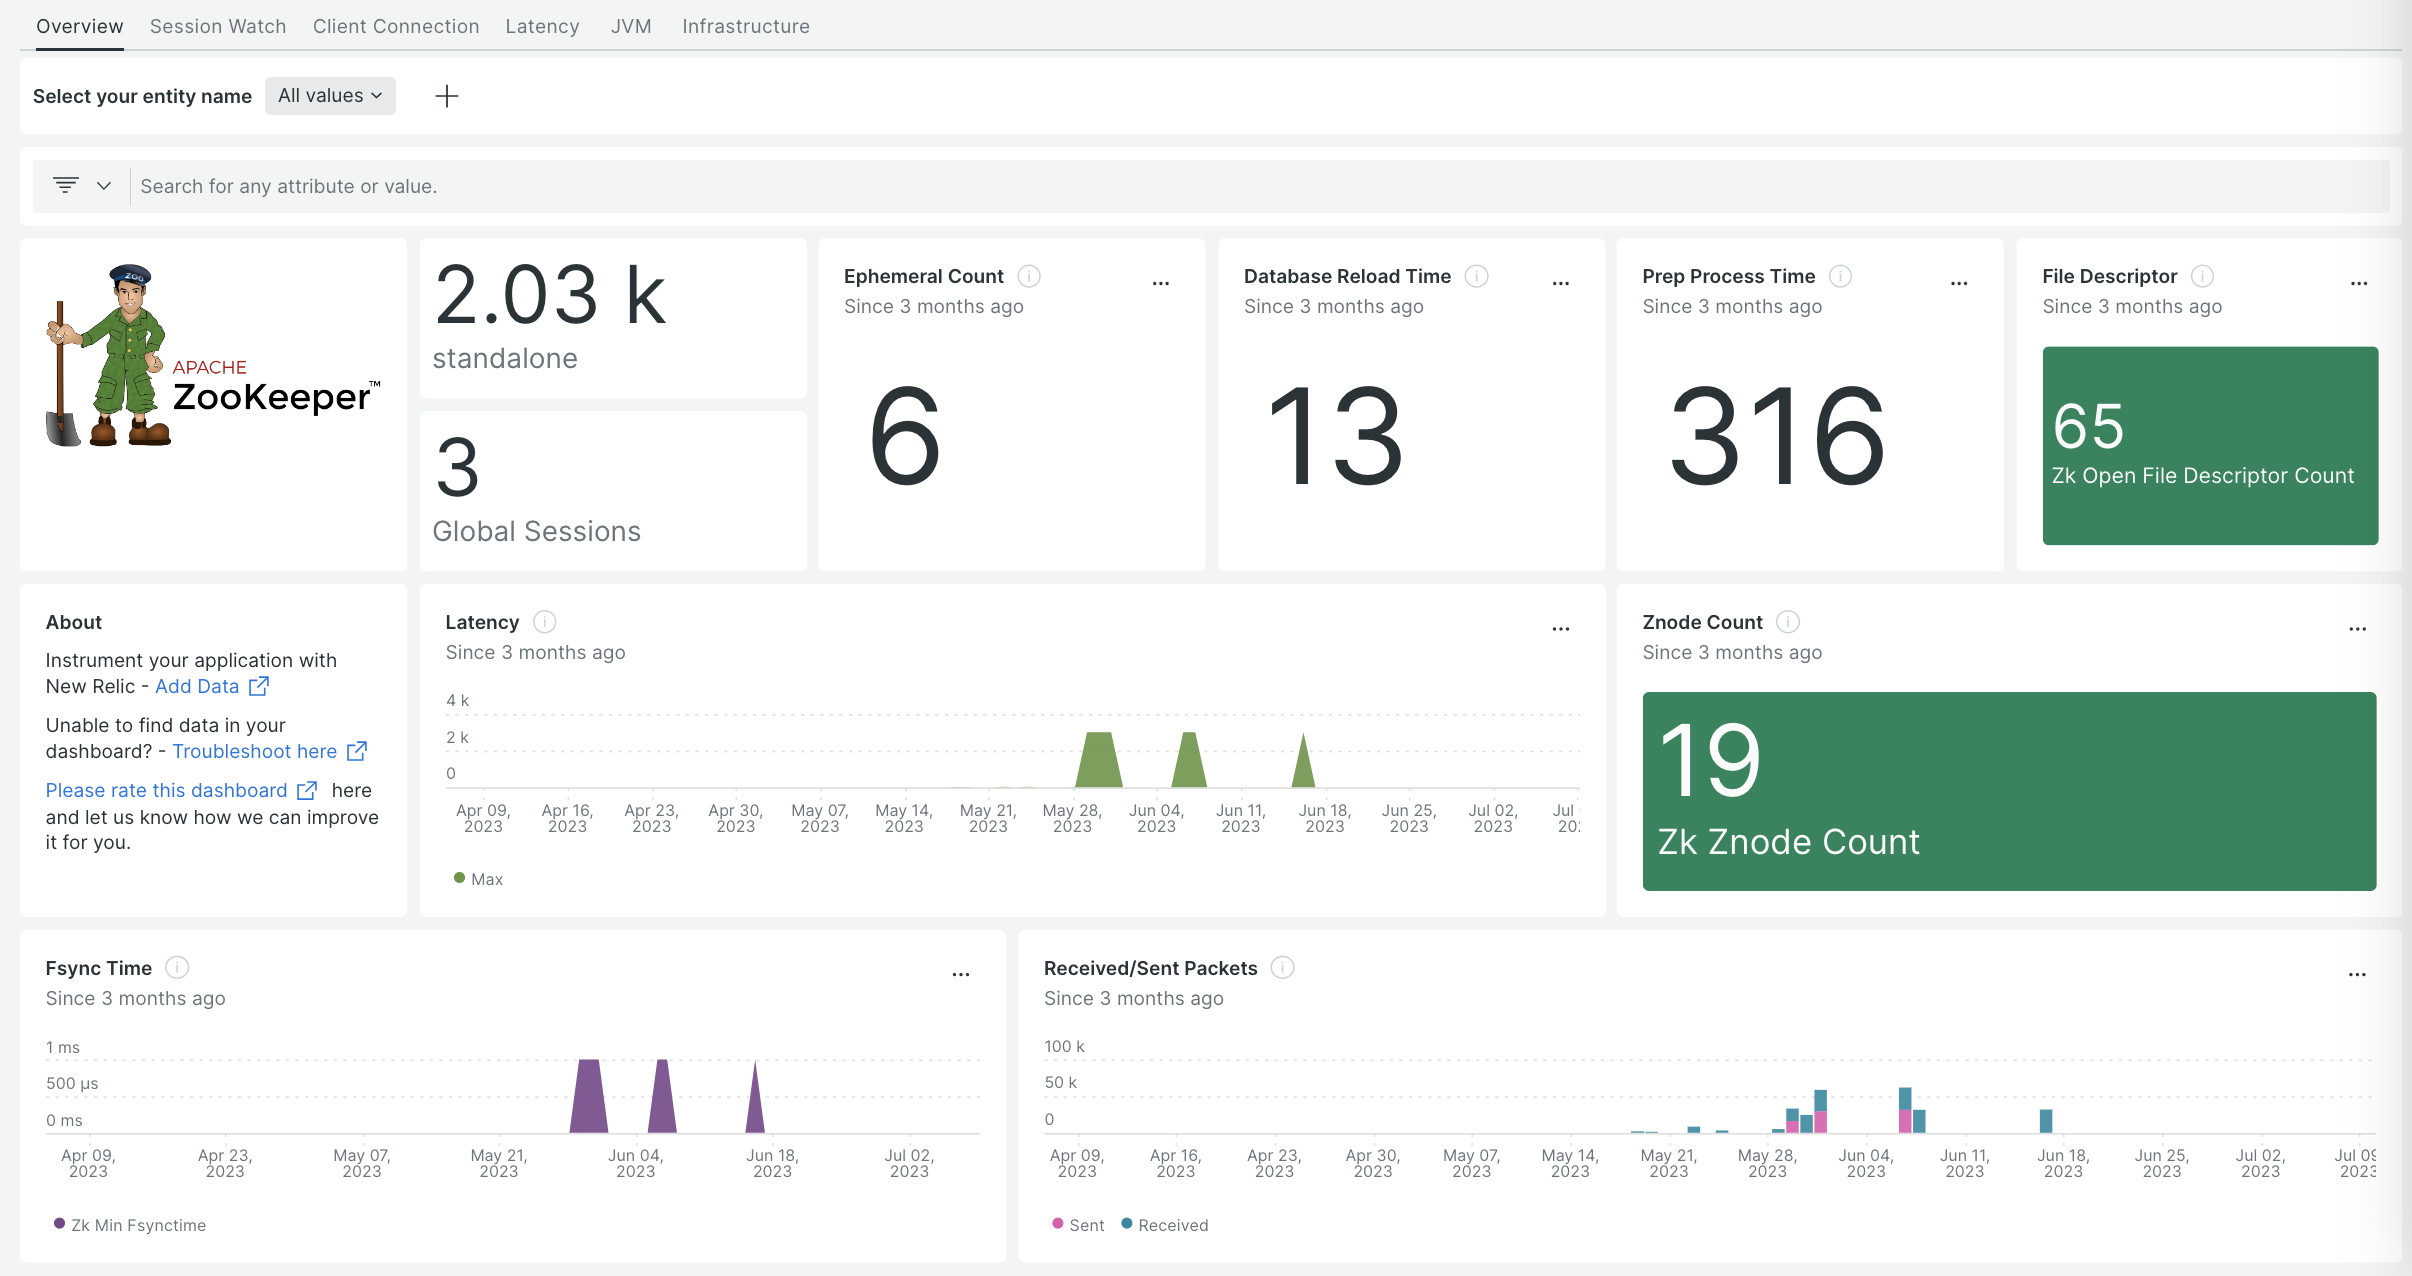 Overview Session Watch Client Connection Latency JVM Infrastructure
Select your entity name All values
Search for any attribute or value.
ZOO
APACHE
ZooKeeper™
2.03 k
standalone
3
Global Sessions
Ephemeral Count
Since 3 months ago
6
Database Reload Time
Since 3 months ago
13
Prep Process Time
Since 3 months ago
316
File Descriptor
Since 3 months ago
65
Zk Open File Descriptor Count
About
Instrument your application with
New Relic - Add Data
Unable to find data in your
dashboard? - Troubleshoot here
Please rate this dashboard here
and let us know how we can improve
it for you.
Latency
Since 3 months ago
4 k
2 k
0
Apr 09, Apr 16, Apr 23, Apr 30, May 07, May 14, May 21, May 28, Jun 04, Jun 11, Jun 18, Jun 25, Jul 02, Jul
2023 2023 2023 2023 2023 2023 2023 2023 2023 2023 2023 2023 2023 20
Max
Znode Count
Since 3 months ago
19
Zk Znode Count
Fsync Time
Since 3 months ago
1 ms
500 µs
0 ms
Apr 09, Apr 23, May 07, May 21, Jun 04, Jun 18, Jul 02,
2023 2023 2023 2023 2023 2023 2023
Zk Min Fsynctime
Received/Sent Packets
Since 3 months ago
100 k
50 k
0
Apr 09, Apr 16, Apr 23, Apr 30, May 07, May 14, May 21, May 28, Jun 04, Jun 11, Jun 18, Jun 25, Jul 02, Jul 09
2023 2023 2023 2023 2023 2023 2023 2023 2023 2023 2023 2023 2023 2023
Sent Received